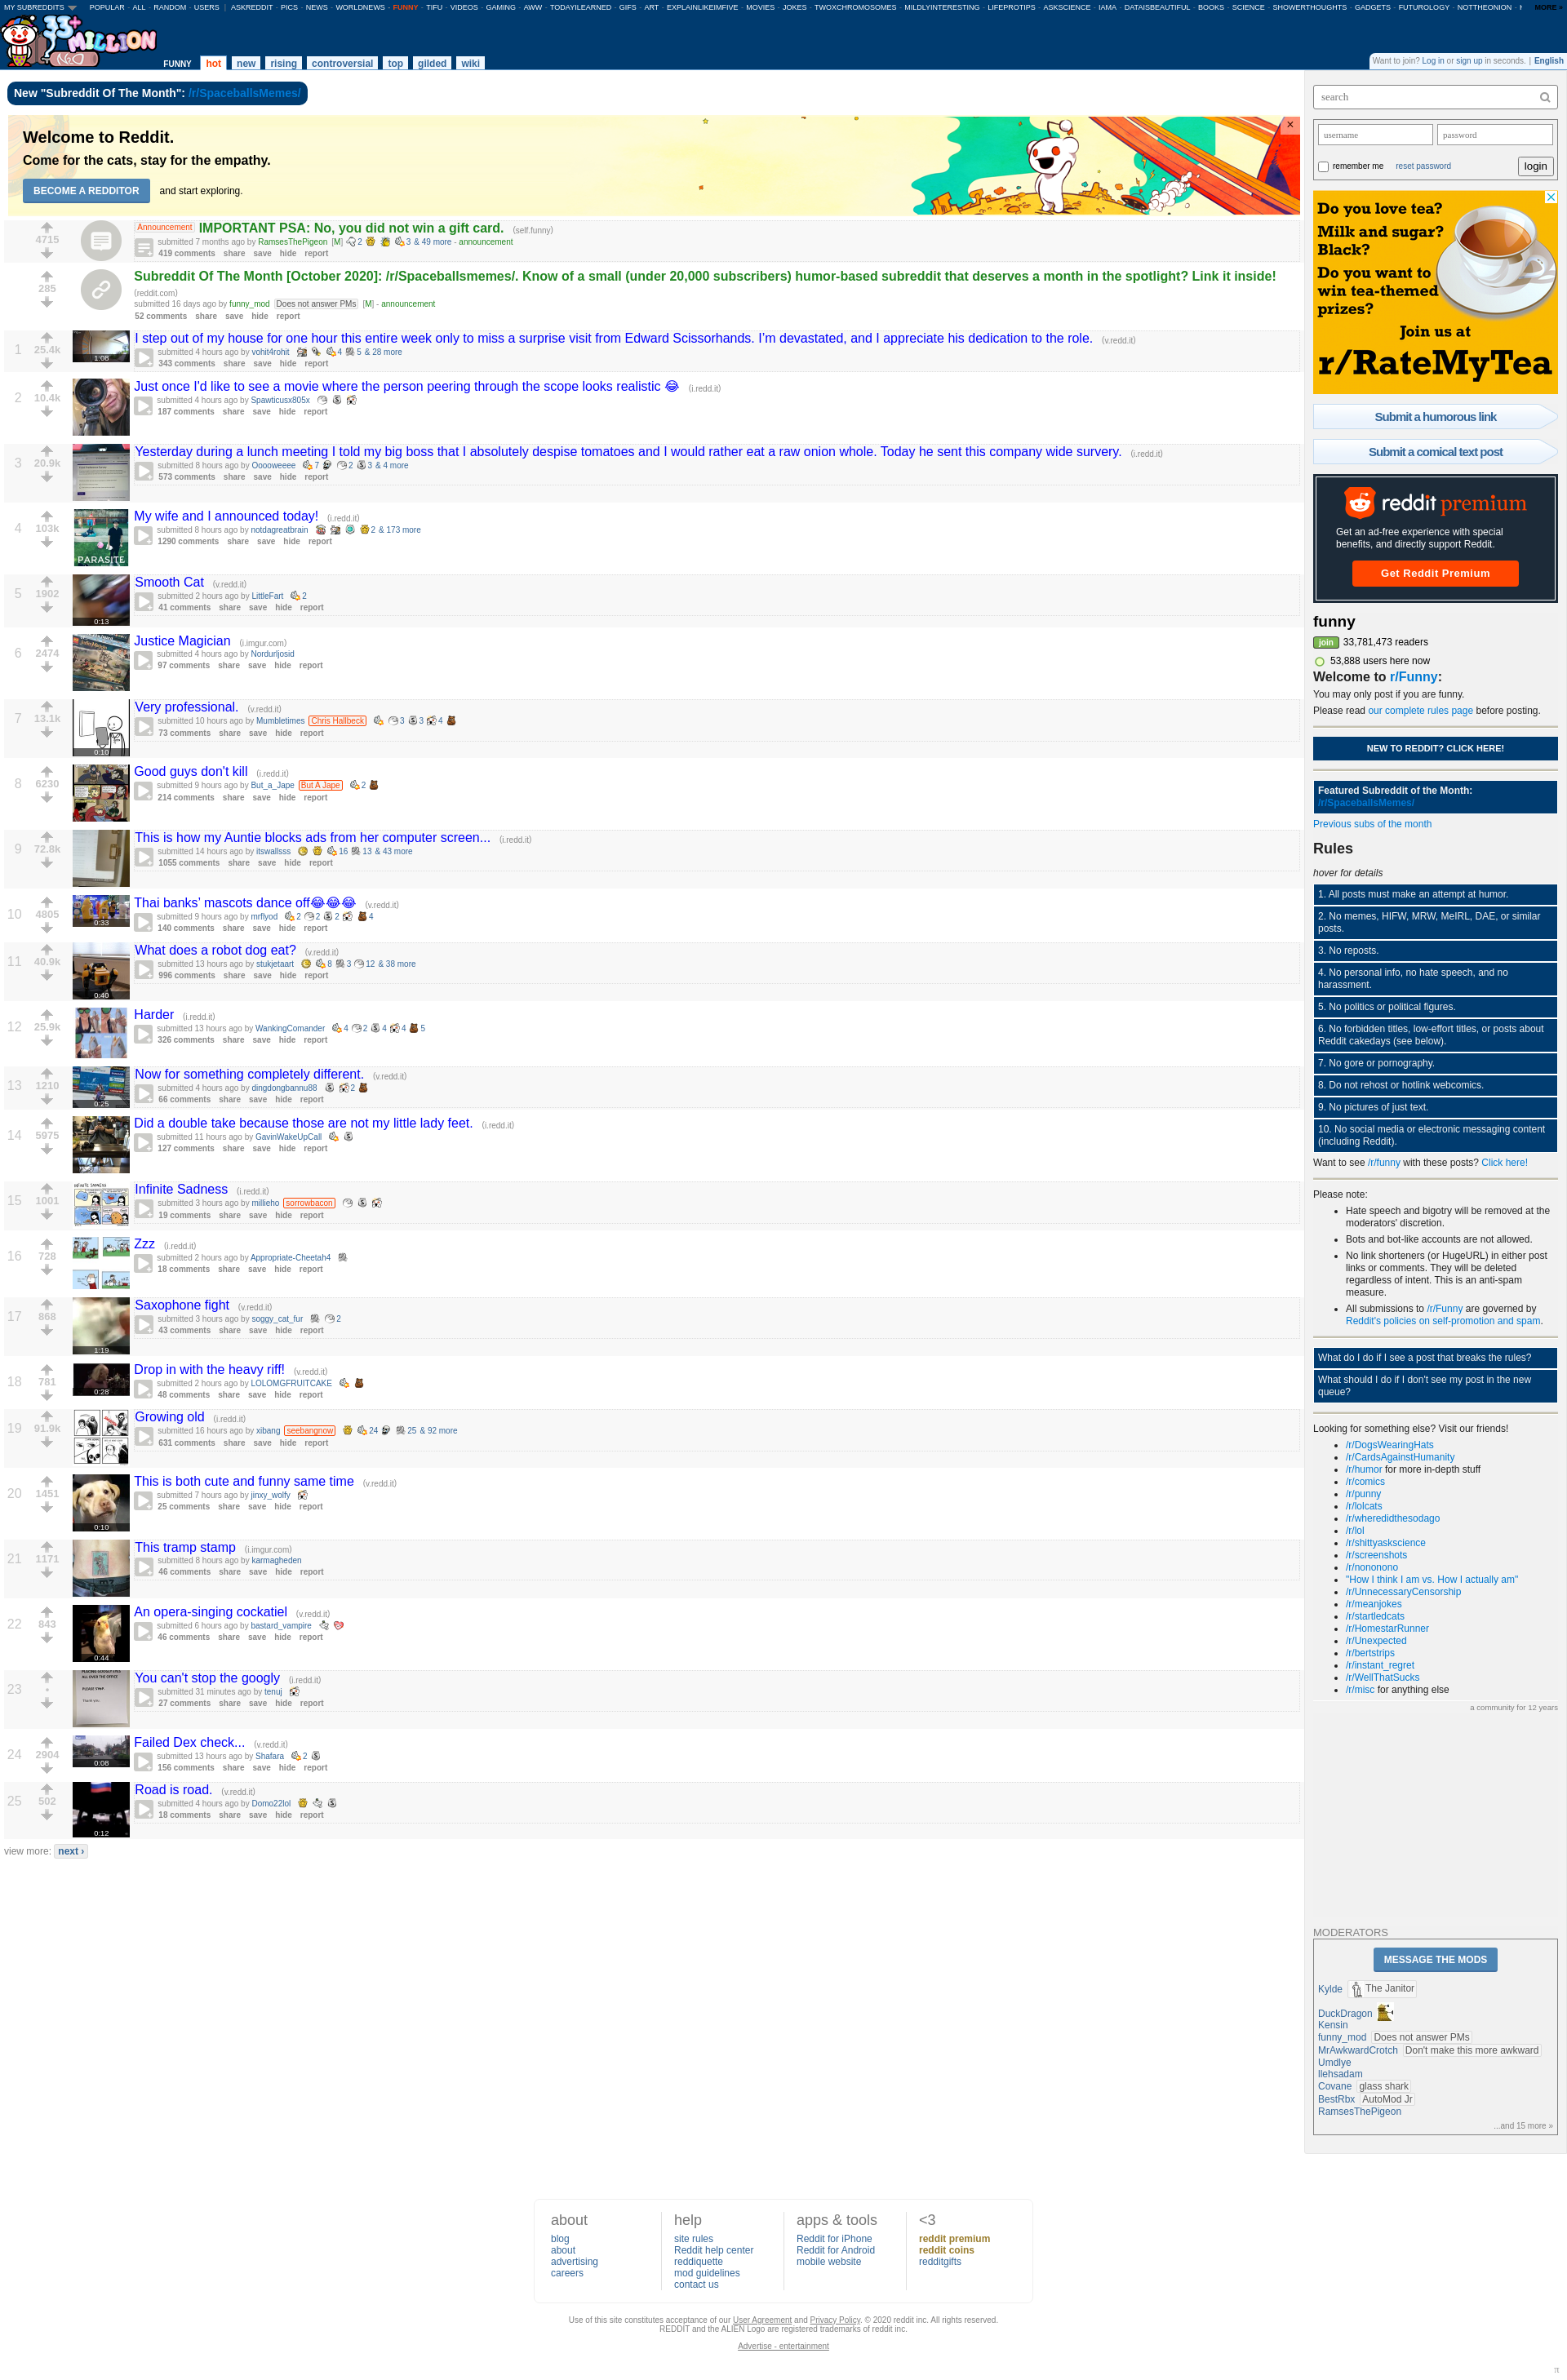 MY SUBREDDITS POPULAR - ALL - RANDOM - USERS | ASKREDDIT - PICS - NEWS - WORLDNEWS - FUNNY - TIFU - VIDEOS - GAMING - AWW - TODAYILEARNED - GIFS - ART - EXPLAINLIKEIMFIVE - MOVIES - JOKES - TWOXCHROMOSOMES - MILDLYINTERESTING - LIFEPROTIPS - ASKSCIENCE - IAMA - DATAISBEAUTIFUL - BOOKS - SCIENCE - SHOWERTHOUGHTS - GADGETS - FUTUROLOGY - NOTTHEONION - MORE »
33+ MILLION
FUNNY hot new rising controversial top gilded wiki
Want to join? Log in or sign up in seconds. | English
New "Subreddit Of The Month": /r/SpaceballsMemes/
Welcome to Reddit.
Come for the cats, stay for the empathy.
BECOME A REDDITOR and start exploring.
4715
Announcement IMPORTANT PSA: No, you did not win a gift card. (self.funny)
submitted 7 months ago by RamsesThePigeon [M] 2 3 & 49 more - announcement
419 comments share save hide report
285
Subreddit Of The Month [October 2020]: /r/Spaceballsmemes/. Know of a small (under 20,000 subscribers) humor-based subreddit that deserves a month in the spotlight? Link it inside!
(reddit.com)
submitted 16 days ago by funny_mod Does not answer PMs [M] - announcement
52 comments share save hide report
1 25.4k 1:08
I step out of my house for one hour this entire week only to miss a surprise visit from Edward Scissorhands. I'm devastated, and I appreciate his dedication to the role. (v.redd.it)
submitted 4 hours ago by vohit4rohit 4 5 & 28 more
343 comments share save hide report
2 10.4k
Just once I'd like to see a movie where the person peering through the scope looks realistic 😂 (i.redd.it)
submitted 4 hours ago by Spawticusx805x
187 comments share save hide report
3 20.9k
Yesterday during a lunch meeting I told my big boss that I absolutely despise tomatoes and I would rather eat a raw onion whole. Today he sent this company wide survery. (i.redd.it)
submitted 8 hours ago by Ooooweeee 7 2 3 & 4 more
573 comments share save hide report
4 103k PARASITE
My wife and I announced today! (i.redd.it)
submitted 8 hours ago by notdagreatbrain 2 & 173 more
1290 comments share save hide report
5 1902 0:13
Smooth Cat (v.redd.it)
submitted 2 hours ago by LittleFart 2
41 comments share save hide report
6 2474
Justice Magician (i.imgur.com)
submitted 4 hours ago by Nordurljosid
97 comments share save hide report
7 13.1k 0:10
Very professional. (v.redd.it)
submitted 10 hours ago by Mumbletimes Chris Hallbeck 3 3 4
73 comments share save hide report
8 6230
Good guys don't kill (i.redd.it)
submitted 9 hours ago by But_a_Jape But A Jape 2
214 comments share save hide report
9 72.8k
This is how my Auntie blocks ads from her computer screen... (i.redd.it)
submitted 14 hours ago by itswallsss 16 13 & 43 more
1055 comments share save hide report
10 4805 0:33
Thai banks' mascots dance off😂😂😂 (v.redd.it)
submitted 9 hours ago by mrflyod 2 2 2 4
140 comments share save hide report
11 40.9k 0:40
What does a robot dog eat? (v.redd.it)
submitted 13 hours ago by stukjetaart 8 3 12 & 38 more
996 comments share save hide report
12 25.9k
Harder (i.redd.it)
submitted 13 hours ago by WankingComander 4 2 4 4 5
326 comments share save hide report
13 1210 0:25
Now for something completely different. (v.redd.it)
submitted 4 hours ago by dingdongbannu88 2
66 comments share save hide report
14 5975
Did a double take because those are not my little lady feet. (i.redd.it)
submitted 11 hours ago by GavinWakeUpCall
127 comments share save hide report
15 1001
Infinite Sadness (i.redd.it)
submitted 3 hours ago by millieho sorrowbacon
19 comments share save hide report
16 728
Zzz (i.redd.it)
submitted 2 hours ago by Appropriate-Cheetah4
18 comments share save hide report
17 868 1:19
Saxophone fight (v.redd.it)
submitted 3 hours ago by soggy_cat_fur 2
43 comments share save hide report
18 781 0:28
Drop in with the heavy riff! (v.redd.it)
submitted 2 hours ago by LOLOMGFRUITCAKE
48 comments share save hide report
19 91.9k
Growing old (i.redd.it)
submitted 16 hours ago by xibang seebangnow 24 25 & 92 more
631 comments share save hide report
20 1451 0:10
This is both cute and funny same time (v.redd.it)
submitted 7 hours ago by jinxy_wolfy
25 comments share save hide report
21 1171
This tramp stamp (i.imgur.com)
submitted 8 hours ago by karmagheden
46 comments share save hide report
22 843 0:44
An opera-singing cockatiel (v.redd.it)
submitted 6 hours ago by bastard_vampire
46 comments share save hide report
23 •
You can't stop the googly (i.redd.it)
submitted 31 minutes ago by tenuj
27 comments share save hide report
24 2904 0:08
Failed Dex check... (v.redd.it)
submitted 13 hours ago by Shafara 2
156 comments share save hide report
25 502 0:12
Road is road. (v.redd.it)
submitted 4 hours ago by Domo22lol
18 comments share save hide report
view more: next ›
search
username password
remember me reset password login
Do you love tea?
Milk and sugar?
Black?
Do you want to
win tea-themed
prizes?
Join us at
r/RateMyTea
Submit a humorous link
Submit a comical text post
reddit premium
Get an ad-free experience with special
benefits, and directly support Reddit.
Get Reddit Premium
funny
join 33,781,473 readers
53,888 users here now
Welcome to r/Funny:
You may only post if you are funny.
Please read our complete rules page before posting.
NEW TO REDDIT? CLICK HERE!
Featured Subreddit of the Month:
/r/SpaceballsMemes/
Previous subs of the month
Rules
hover for details
1. All posts must make an attempt at humor.
2. No memes, HIFW, MRW, MeIRL, DAE, or similar
posts.
3. No reposts.
4. No personal info, no hate speech, and no
harassment.
5. No politics or political figures.
6. No forbidden titles, low-effort titles, or posts about
Reddit cakedays (see below).
7. No gore or pornography.
8. Do not rehost or hotlink webcomics.
9. No pictures of just text.
10. No social media or electronic messaging content
(including Reddit).
Want to see /r/funny with these posts? Click here!
Please note:
Hate speech and bigotry will be removed at the
moderators' discretion.
Bots and bot-like accounts are not allowed.
No link shorteners (or HugeURL) in either post
links or comments. They will be deleted
regardless of intent. This is an anti-spam
measure.
All submissions to /r/Funny are governed by
Reddit's policies on self-promotion and spam.
What do I do if I see a post that breaks the rules?
What should I do if I don't see my post in the new
queue?
Looking for something else? Visit our friends!
/r/DogsWearingHats
/r/CardsAgainstHumanity
/r/humor for more in-depth stuff
/r/comics
/r/punny
/r/lolcats
/r/wheredidthesodago
/r/lol
/r/shittyaskscience
/r/screenshots
/r/nononono
"How I think I am vs. How I actually am"
/r/UnnecessaryCensorship
/r/meanjokes
/r/startledcats
/r/HomestarRunner
/r/Unexpected
/r/bertstrips
/r/instant_regret
/r/WellThatSucks
/r/misc for anything else
a community for 12 years
MODERATORS
MESSAGE THE MODS
Kylde The Janitor
DuckDragon
Kensin
funny_mod Does not answer PMs
MrAwkwardCrotch Don't make this more awkward
Umdlye
llehsadam
Covane glass shark
BestRbx AutoMod Jr
RamsesThePigeon
...and 15 more »
about
blog
about
advertising
careers
help
site rules
Reddit help center
reddiquette
mod guidelines
contact us
apps & tools
Reddit for iPhone
Reddit for Android
mobile website
<3
reddit premium
reddit coins
redditgifts
Use of this site constitutes acceptance of our User Agreement and Privacy Policy. © 2020 reddit inc. All rights reserved.
REDDIT and the ALIEN Logo are registered trademarks of reddit inc.
Advertise - entertainment
π